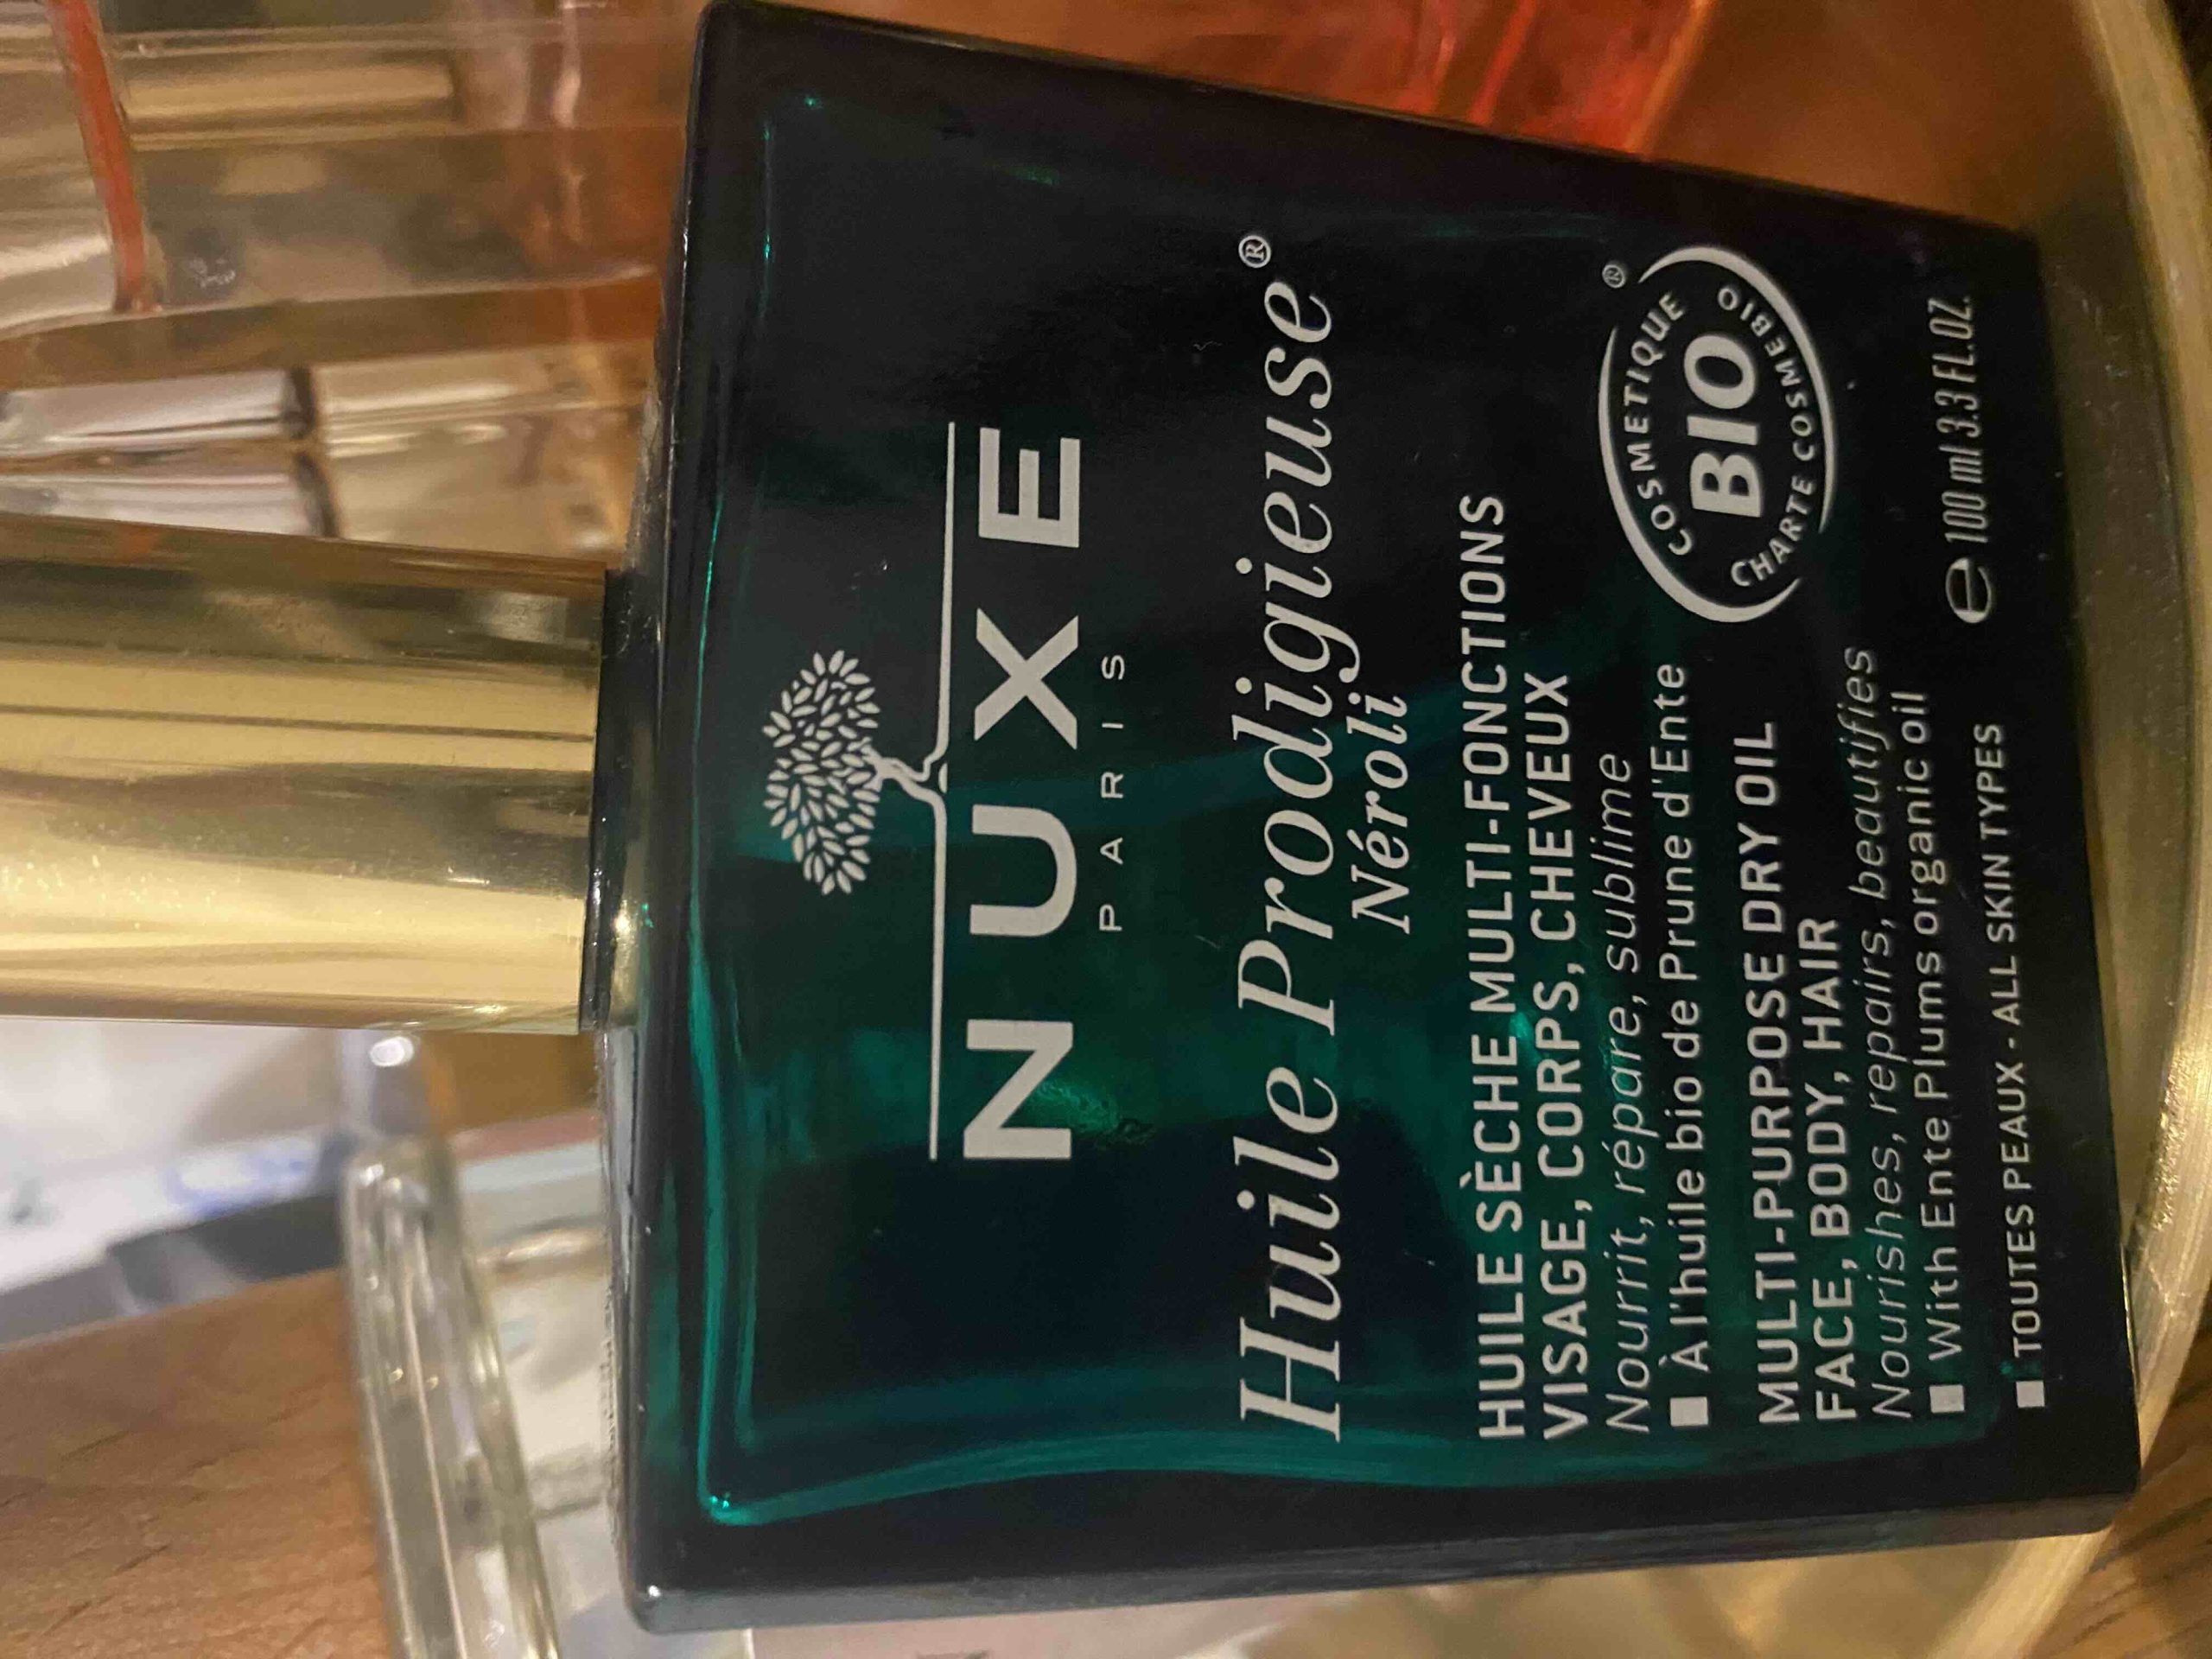 NUXE
PARIS
Huile Prodigieuse®
Néroli
HUILE SÈCHE MULTI-FONCTIONS
VISAGE, CORPS, CHEVEUX
Nourrit, répare, sublime
■ À l'huile bio de Prune d'Ente
MULTI-PURPOSE DRY OIL
FACE, BODY, HAIR
Nourishes, repairs, beautifies
■ With Ente Plums organic oil
■ TOUTES PEAUX - ALL SKIN TYPES
COSMETIQUE ®
BIO
CHARTE COSMEBIO
℮ 100 ml 3.3 FL.OZ.